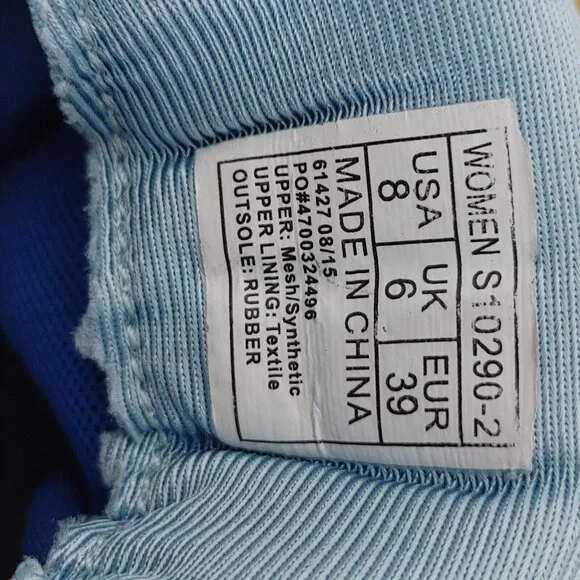 WOMEN S10290-2
USA UK EUR
8 6 39
MADE IN CHINA
61427 08/15
PO#4700324496
UPPER: Mesh/Synthetic
UPPER LINING: Textile
OUTSOLE: RUBBER